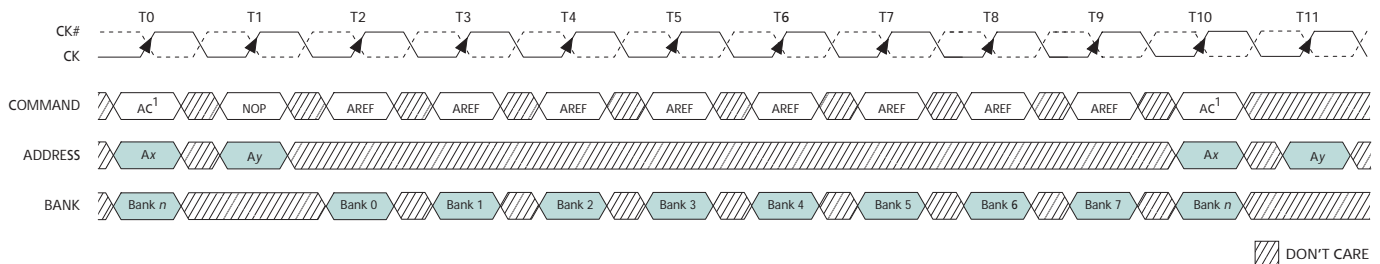 T0 T1 T2 T3 T4 T5 T6 T7 T8 T9 T10 T11
CK#
CK
COMMAND AC1 NOP AREF AREF AREF AREF AREF AREF AREF AREF AC1
ADDRESS Ax Ay Ax Ay
BANK Bank n Bank 0 Bank 1 Bank 2 Bank 3 Bank 4 Bank 5 Bank 6 Bank 7 Bank n
DON'T CARE